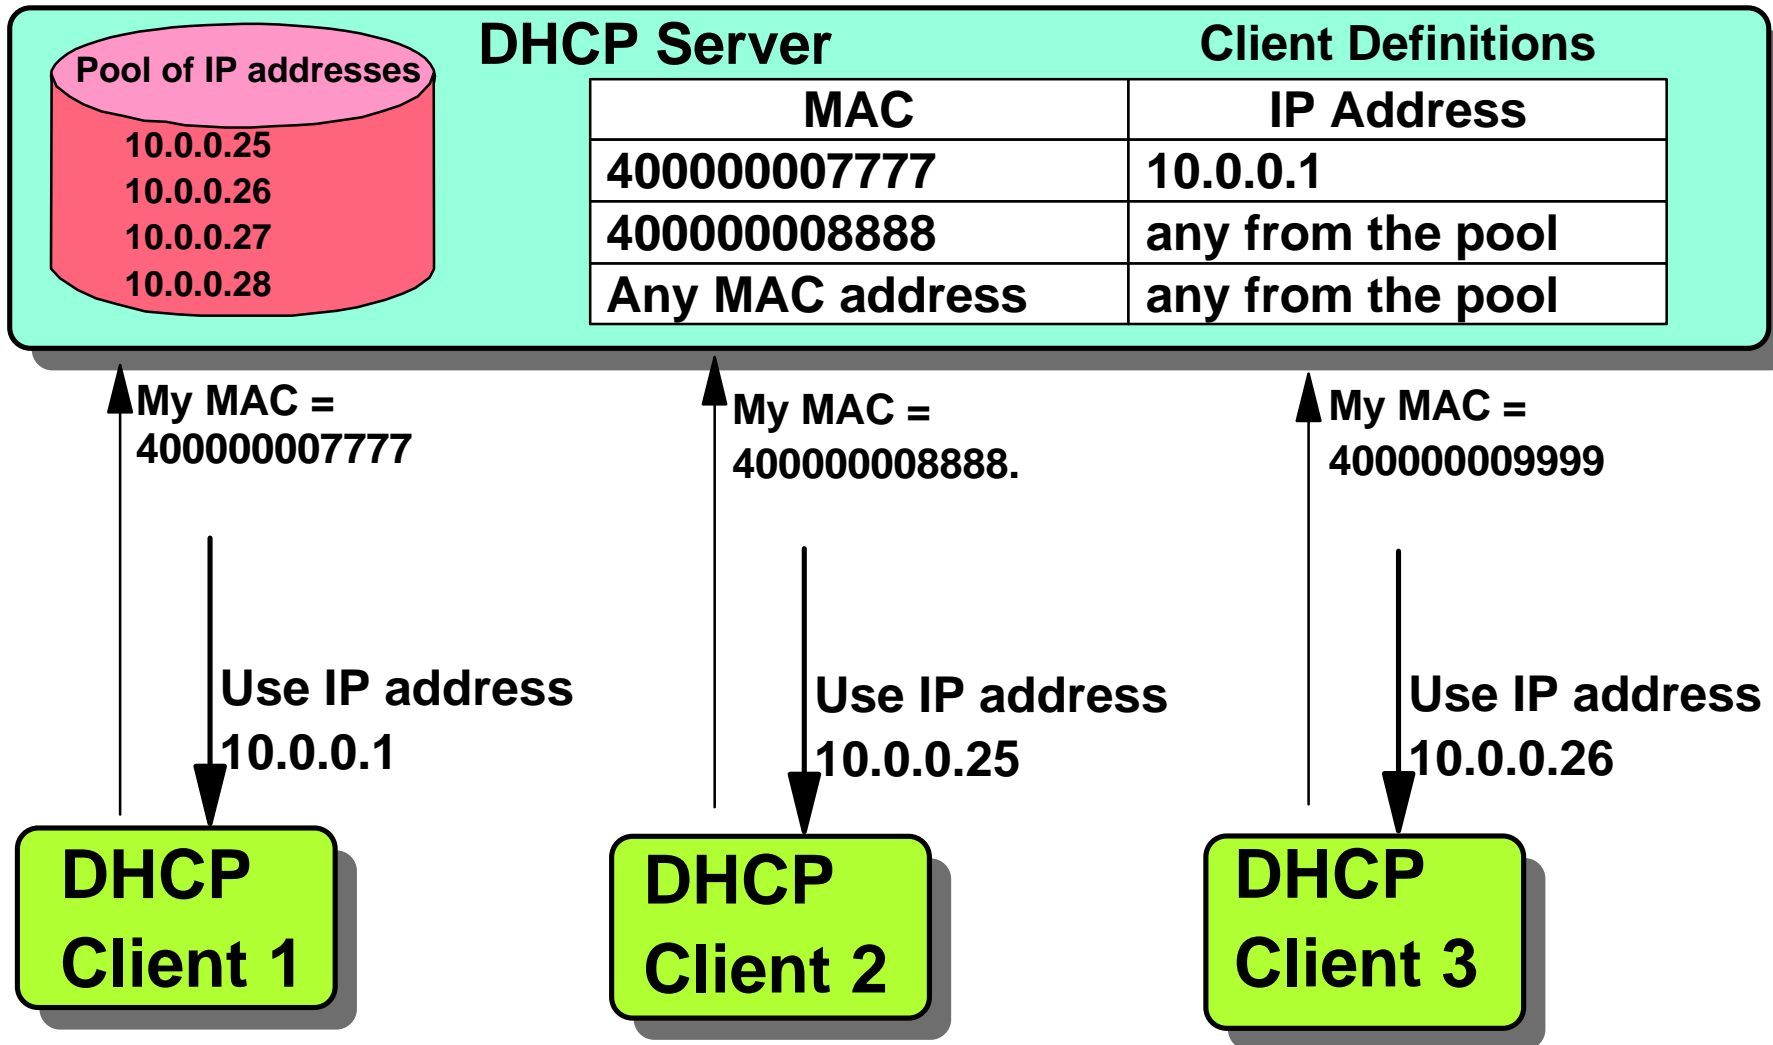 DHCP Server
Client Definitions
Pool of IP addresses
10.0.0.25
10.0.0.26
10.0.0.27
10.0.0.28
MAC IP Address
400000007777 10.0.0.1
400000008888 any from the pool
Any MAC address any from the pool
My MAC =
400000007777
My MAC =
400000008888.
My MAC =
400000009999
Use IP address
10.0.0.1
Use IP address
10.0.0.25
Use IP address
10.0.0.26
DHCP
Client 1
DHCP
Client 2
DHCP
Client 3